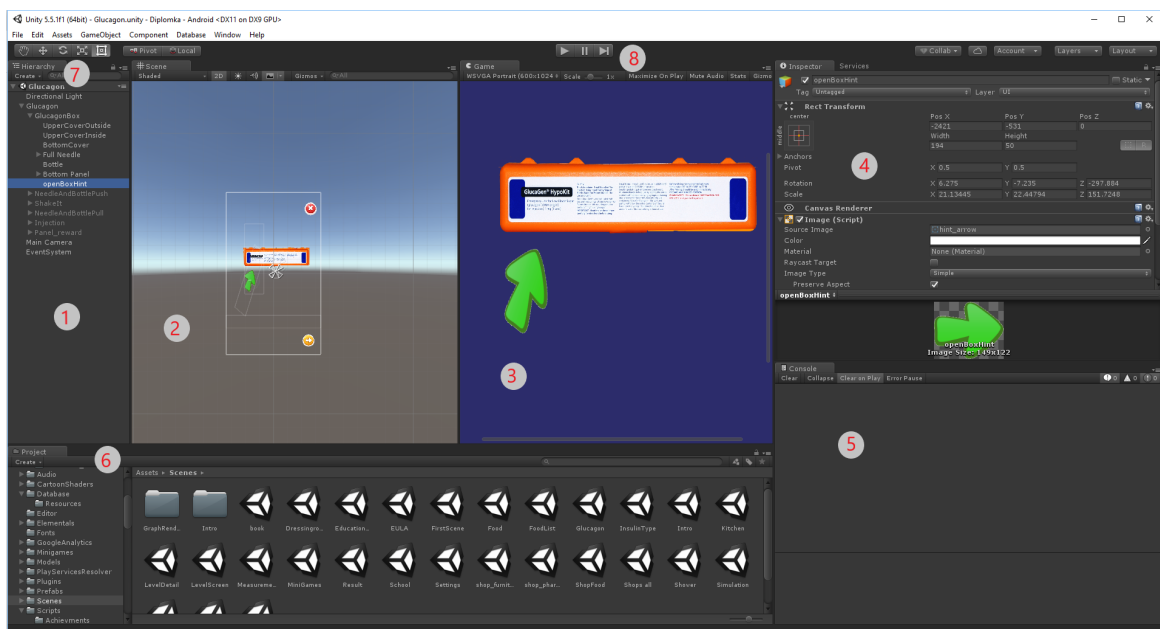 Unity 5.5.1f1 (64bit) - Glucagon.unity - Diplomka - Android <DX11 on DX9 GPU>
File Edit Assets GameObject Component Database Window Help
Pivot Local
Collab Account Layers Layout
8
Hierarchy
Create
7
Glucagon
Directional Light
Glucagon
GlucagonBox
UpperCoverOutside
UpperCoverInside
BottomCover
Full Needle
Bottle
Bottom Panel
openBoxHint
NeedleAndBottlePush
ShakeIt
NeedleAndBottlePull
Injection
Panel_reward
Main Camera
EventSystem
1
Scene
Shaded 2D Gizmos All
2
Game
WSVGA Portrait (600x1024) Scale 1x Maximize On Play Mute Audio Stats Gizmo
GlucaGen® HypoKit
3
Inspector Services
openBoxHint Static
Tag Untagged Layer UI
Rect Transform
center
middle
Pos X Pos Y Pos Z
-2421 -531 0
Width Height
194 50
Anchors
Pivot X 0.5 Y 0.5
Rotation X 6.275 Y -7.235 Z -297.884
Scale X 21.13445 Y 22.44794 Z 151.7248
4
Canvas Renderer
Image (Script)
Source Image hint_arrow
Color
Material None (Material)
Raycast Target
Image Type Simple
Preserve Aspect
openBoxHint
openBoxHint
Image Size: 149x122
Console
Clear Collapse Clear on Play Error Pause 0 0 0
5
Project
Create
6
Audio
CartoonShaders
Database
Resources
Editor
Elementals
Fonts
GoogleAnalytics
Minigames
Models
PlayServicesResolver
Plugins
Prefabs
Scenes
Scripts
Achievments
Assets Scenes
GraphRend... Intro book Dressingro... Education... EULA FirstScene Food FoodList Glucagon InsulinType Intro Kitchen
LevelDetail LevelScreen Measureme... MiniGames Result School Settings shop_furnit... shop_phar... ShopFood Shops all Shover Simulation